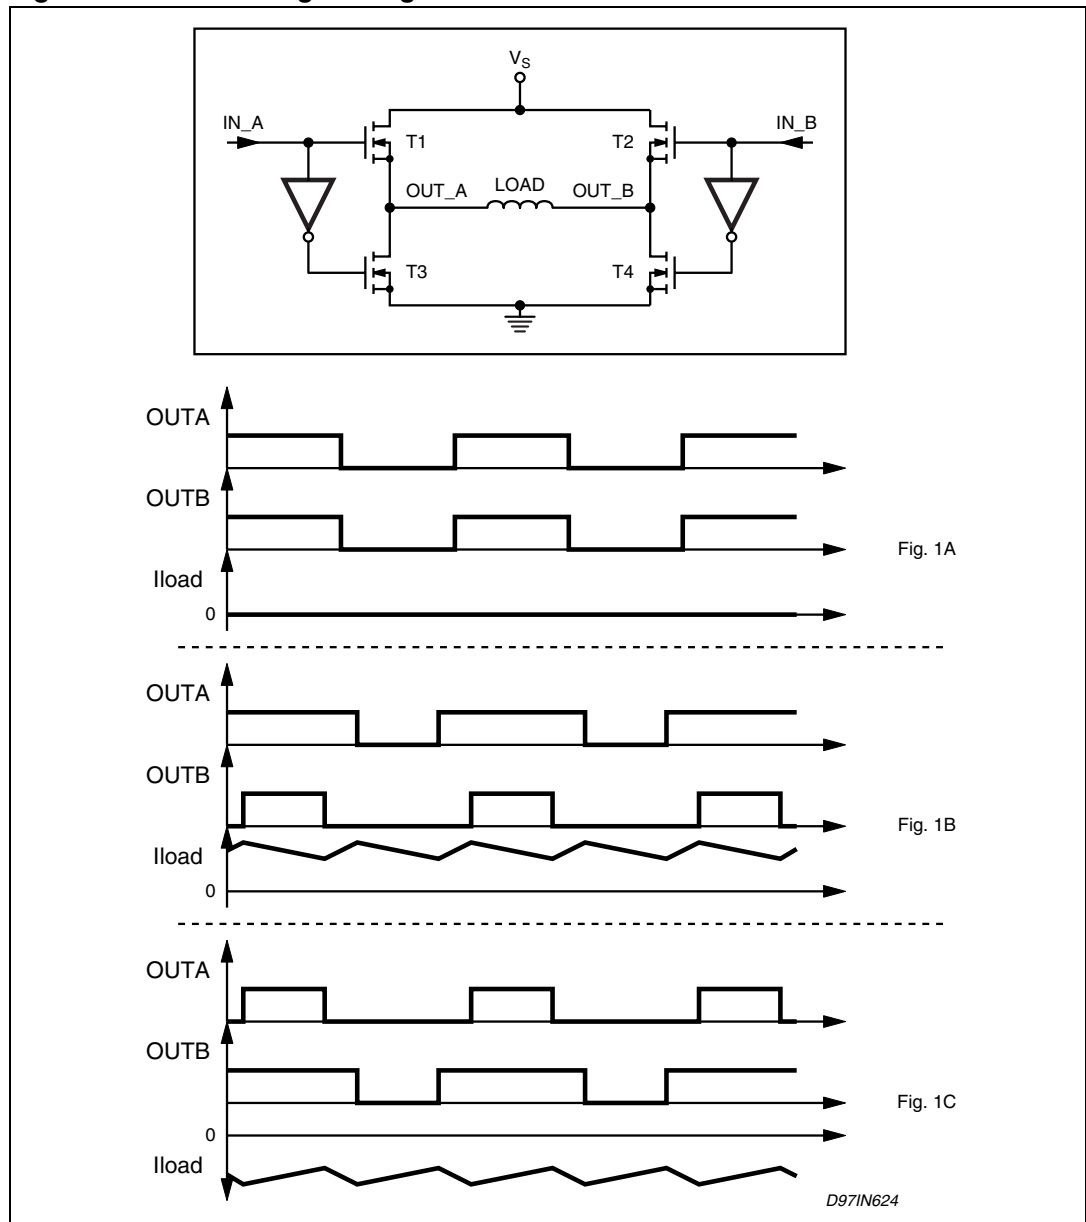 V_S
IN_A
T1
T2
IN_B
OUT_A
LOAD
OUT_B
T3
T4
OUTA
OUTB
Fig. 1A
Iload
0
OUTA
OUTB
Fig. 1B
Iload
0
OUTA
OUTB
Fig. 1C
0
Iload
D97IN624